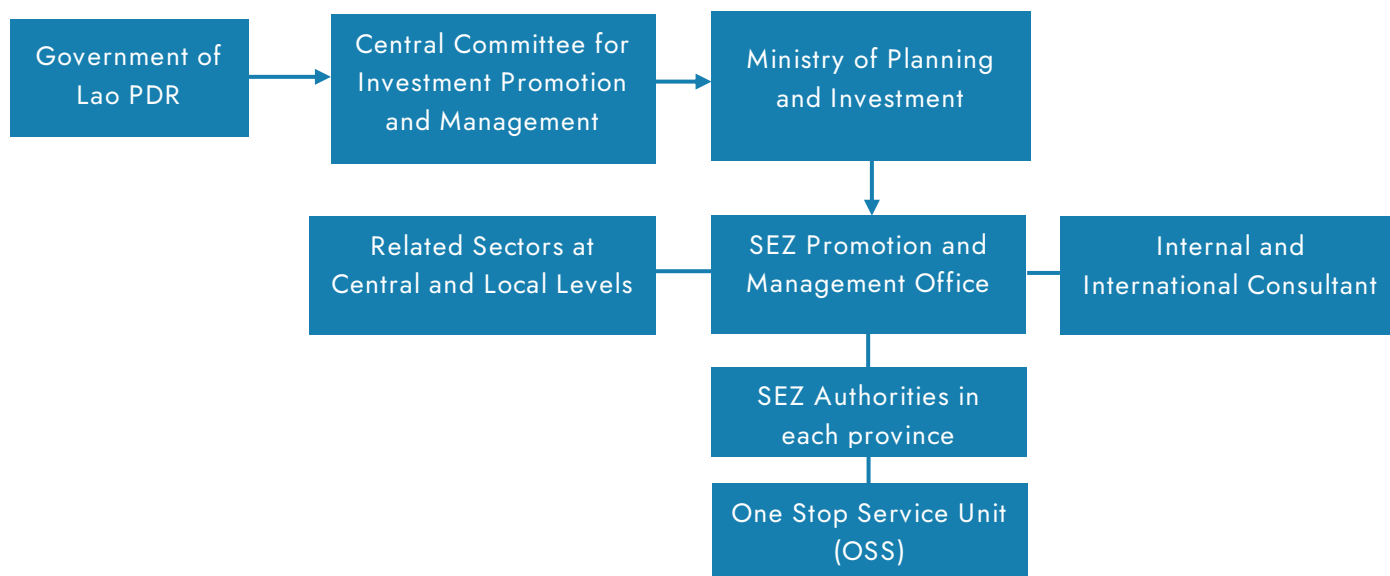 Government of
Lao PDR
Central Committee for
Investment Promotion
and Management
Ministry of Planning
and Investment
Related Sectors at
Central and Local Levels
SEZ Promotion and
Management Office
Internal and
International Consultant
SEZ Authorities in
each province
One Stop Service Unit
(OSS)